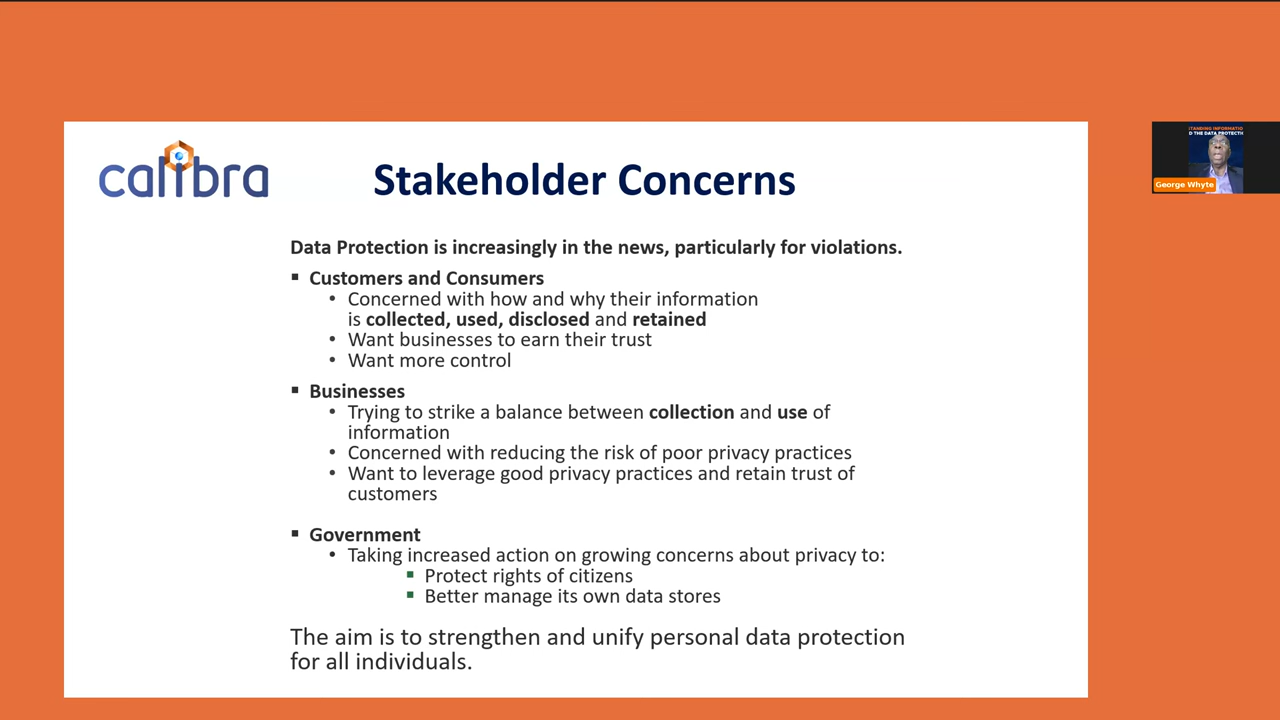 calibra
Stakeholder Concerns
Data Protection is increasingly in the news, particularly for violations.
▪ Customers and Consumers
• Concerned with how and why their information
is collected, used, disclosed and retained
• Want businesses to earn their trust
• Want more control
▪ Businesses
• Trying to strike a balance between collection and use of
information
• Concerned with reducing the risk of poor privacy practices
• Want to leverage good privacy practices and retain trust of
customers
▪ Government
• Taking increased action on growing concerns about privacy to:
▪ Protect rights of citizens
▪ Better manage its own data stores
The aim is to strengthen and unify personal data protection
for all individuals.
TANDING INFORMATIO
D THE DATA PROTECTI
George Whyte